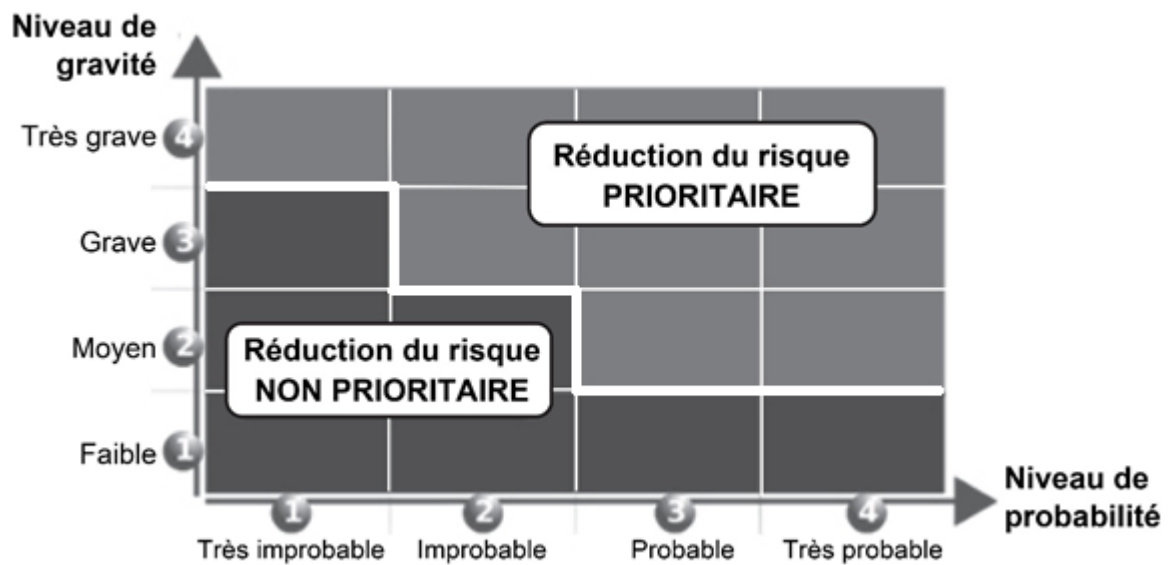 Niveau de
gravité
Très grave 4
Réduction du risque
PRIORITAIRE
Grave 3
Moyen 2
Réduction du risque
NON PRIORITAIRE
Faible 1
Niveau de
probabilité
1 2 3 4
Très improbable Improbable Probable Très probable